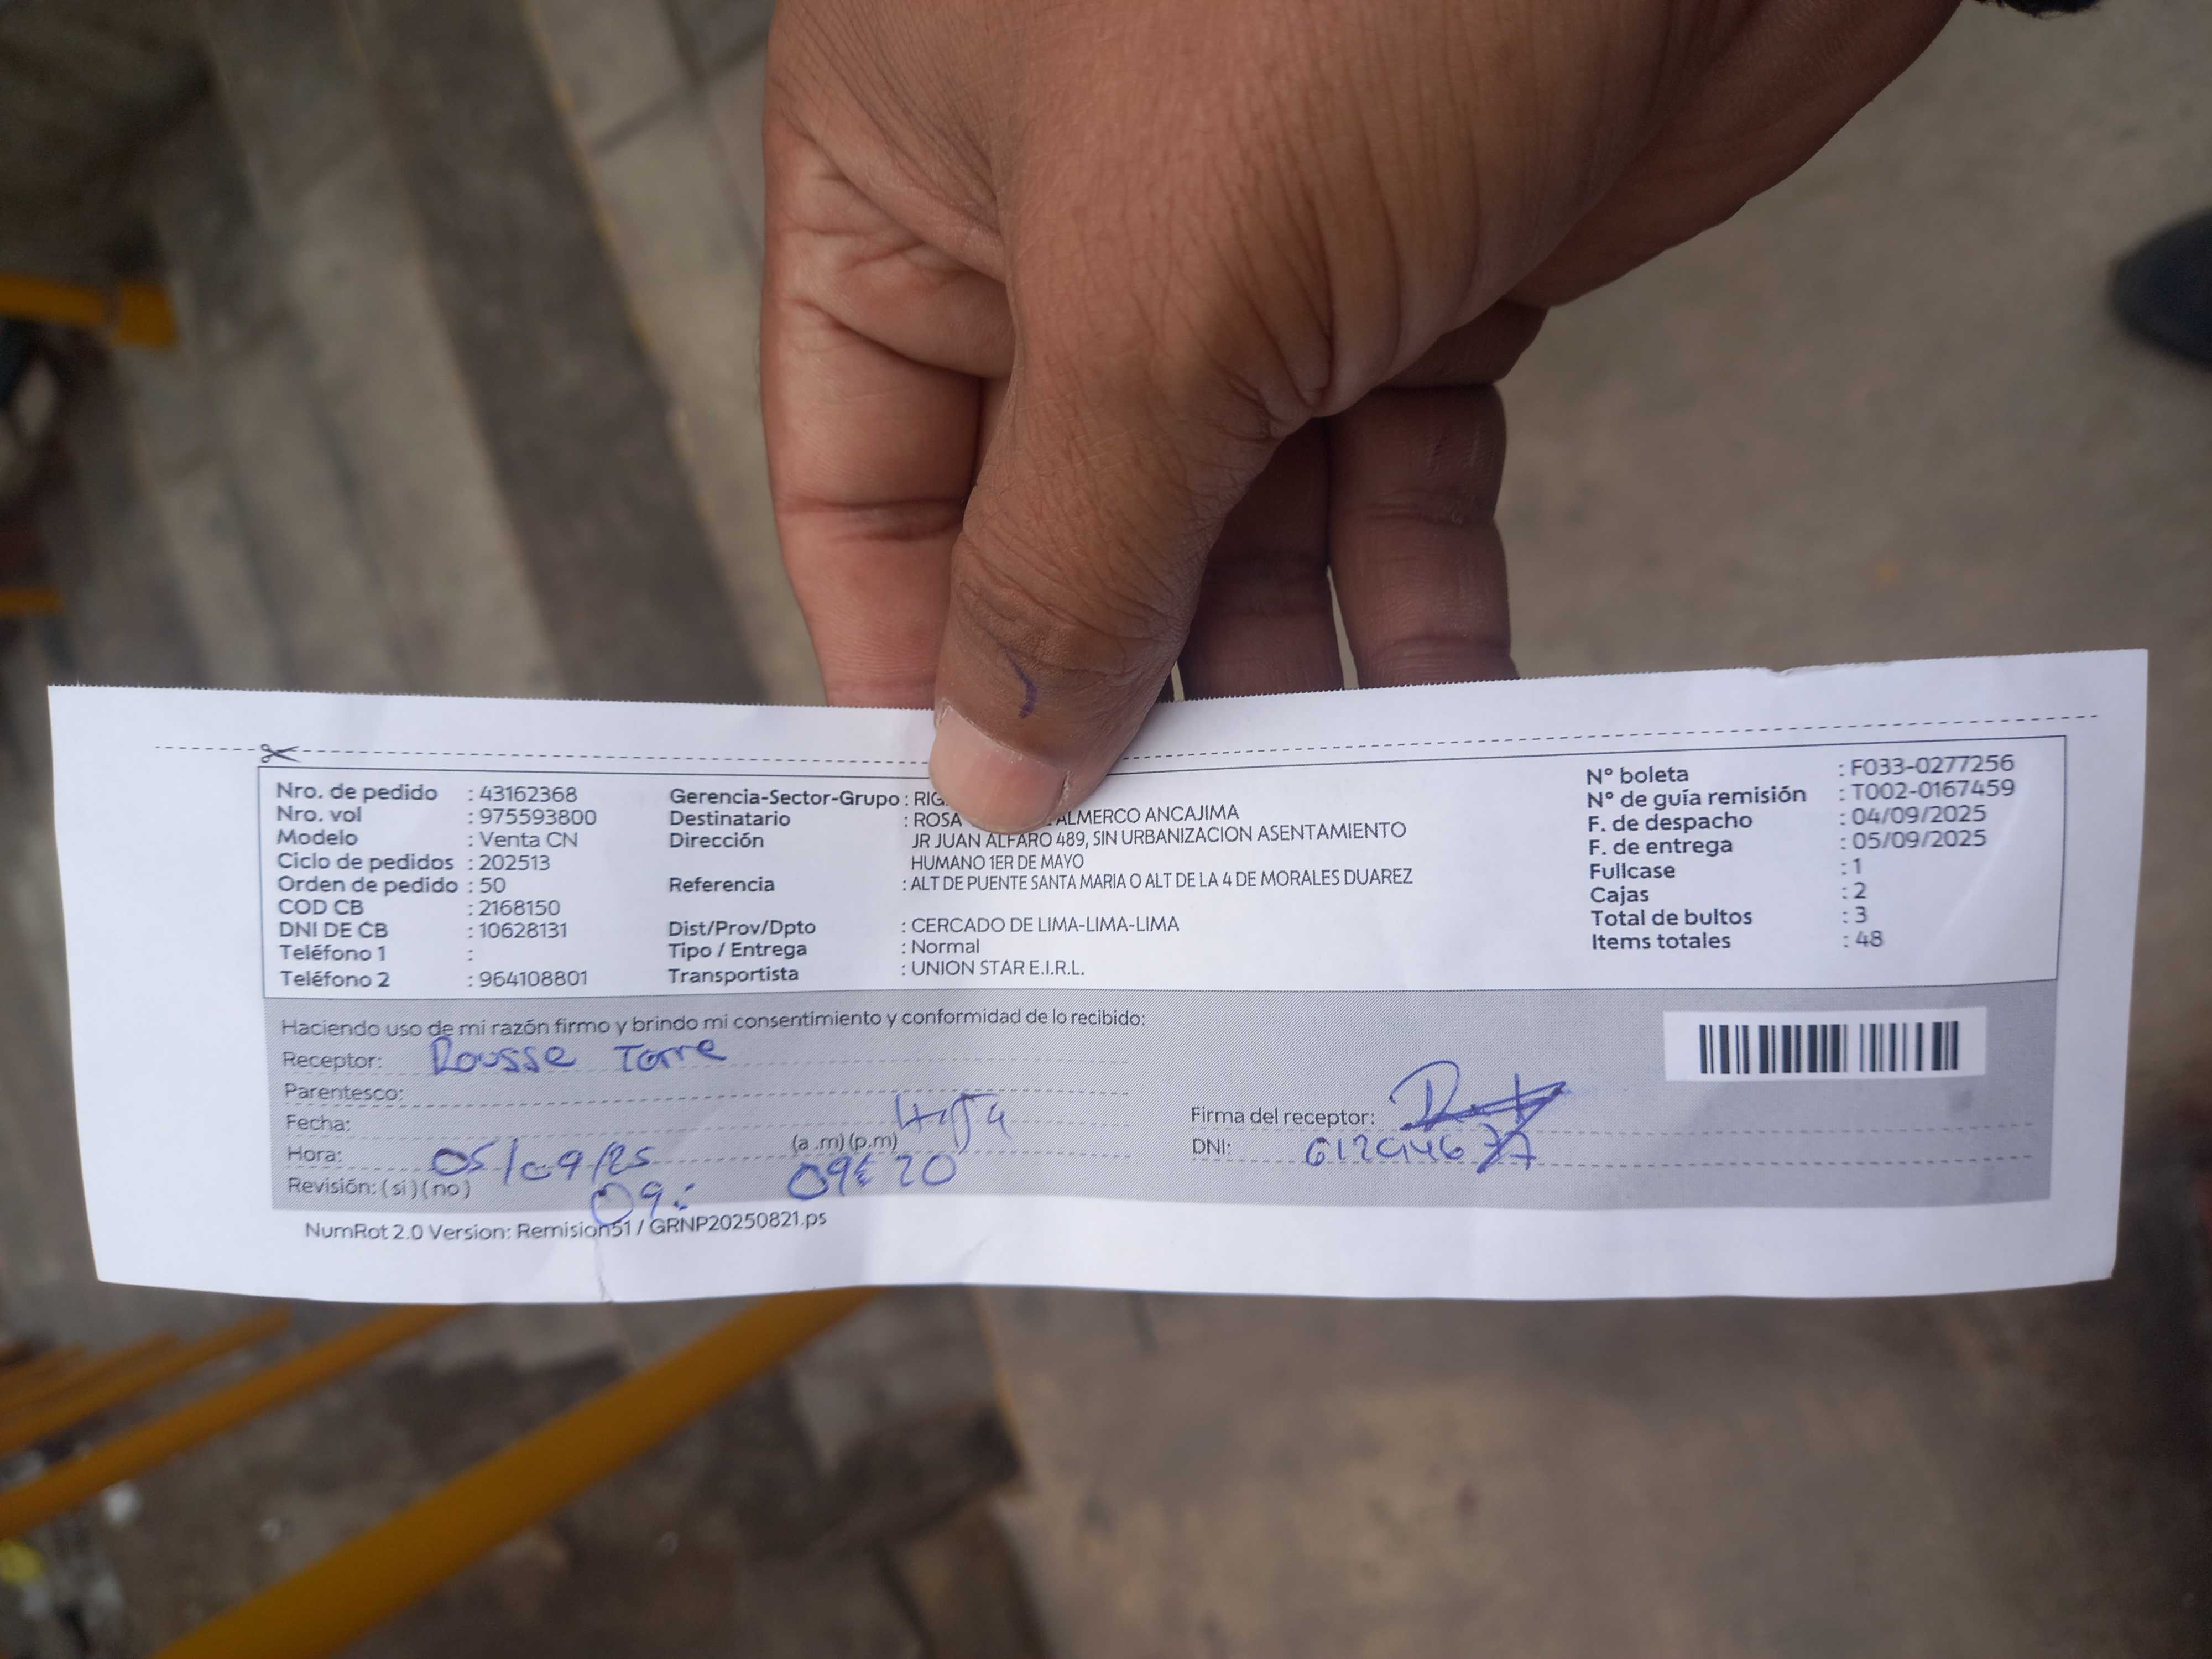 Nro. de pedido : 43162368
Nro. vol : 975593800
Modelo : Venta CN
Ciclo de pedidos : 202513
Orden de pedido : 50
COD CB : 2168150
DNI DE CB : 10628131
Teléfono 1 :
Teléfono 2 : 964108801
Gerencia-Sector-Grupo : RIG
Destinatario : ROSA ALMERCO ANCAJIMA
Dirección JR JUAN ALFARO 489, SIN URBANIZACION ASENTAMIENTO
HUMANO 1ER DE MAYO
Referencia : ALT DE PUENTE SANTA MARIA O ALT DE LA 4 DE MORALES DUAREZ
Dist/Prov/Dpto : CERCADO DE LIMA-LIMA-LIMA
Tipo / Entrega : Normal
Transportista : UNION STAR E.I.R.L.
N° boleta : F033-0277256
N° de guía remisión : T002-0167459
F. de despacho : 04/09/2025
F. de entrega : 05/09/2025
Fullcase : 1
Cajas : 2
Total de bultos : 3
Items totales : 48
Haciendo uso de mi razón firmo y brindo mi consentimiento y conformidad de lo recibido:
Receptor: Rousse Torre
Parentesco:
Fecha: Hija
Hora: 05/09/25 (a .m) (p.m)
Revisión: ( si ) ( no ) 09: 09:20
Firma del receptor:
DNI:
NumRot 2.0 Version: Remision51 / GRNP20250821.ps